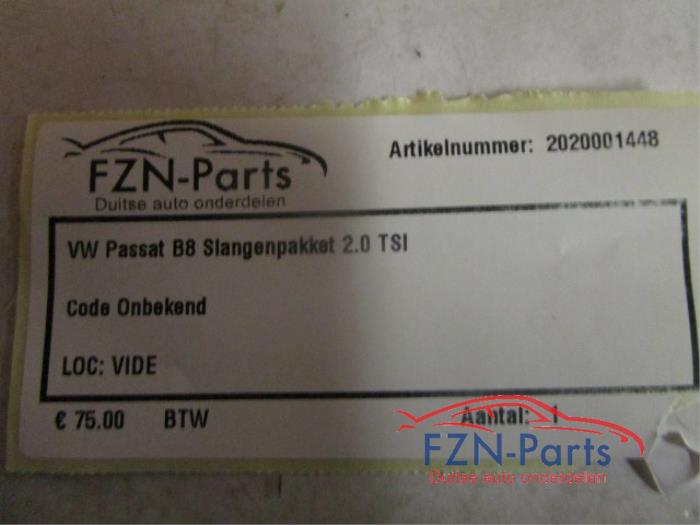 FZN-Parts
Duitse auto onderdelen
Artikelnummer: 2020001448
VW Passat B8 Slangenpakket 2.0 TSI
Code Onbekend
LOC: VIDE
€ 75.00 BTW Aantal: 1
FZN-Parts
Duitse auto onderdelen